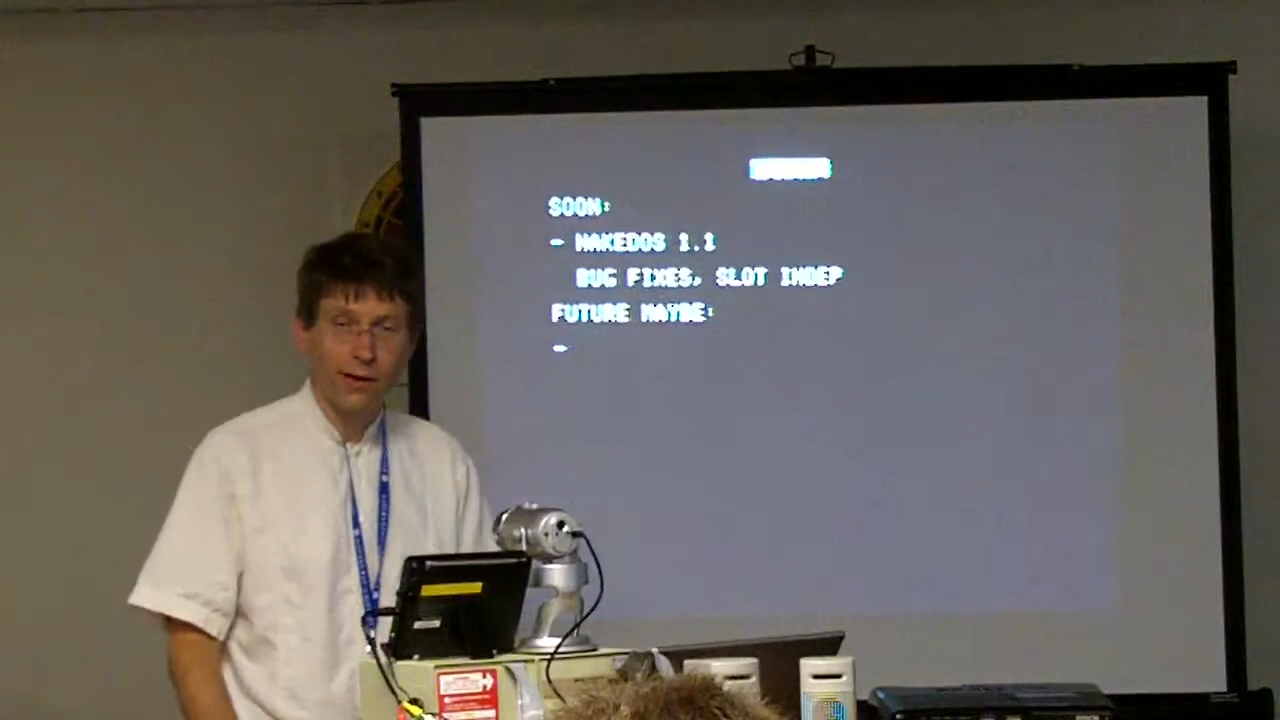 SOON:
- NAKEDOS 1.1
BUG FIXES, SLOT INDEP
FUTURE MAYBE:
-